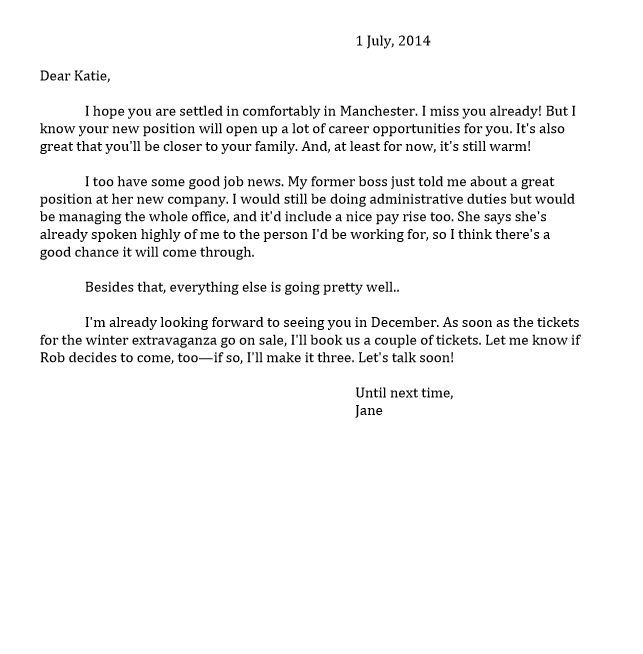 1 July, 2014
Dear Katie,
I hope you are settled in comfortably in Manchester. I miss you already! But I
know your new position will open up a lot of career opportunities for you. It's also
great that you'll be closer to your family. And, at least for now, it's still warm!
I too have some good job news. My former boss just told me about a great
position at her new company. I would still be doing administrative duties but would
be managing the whole office, and it'd include a nice pay rise too. She says she's
already spoken highly of me to the person I'd be working for, so I think there's a
good chance it will come through.
Besides that, everything else is going pretty well..
I'm already looking forward to seeing you in December. As soon as the tickets
for the winter extravaganza go on sale, I'll book us a couple of tickets. Let me know if
Rob decides to come, too—if so, I'll make it three. Let's talk soon!
Until next time,
Jane